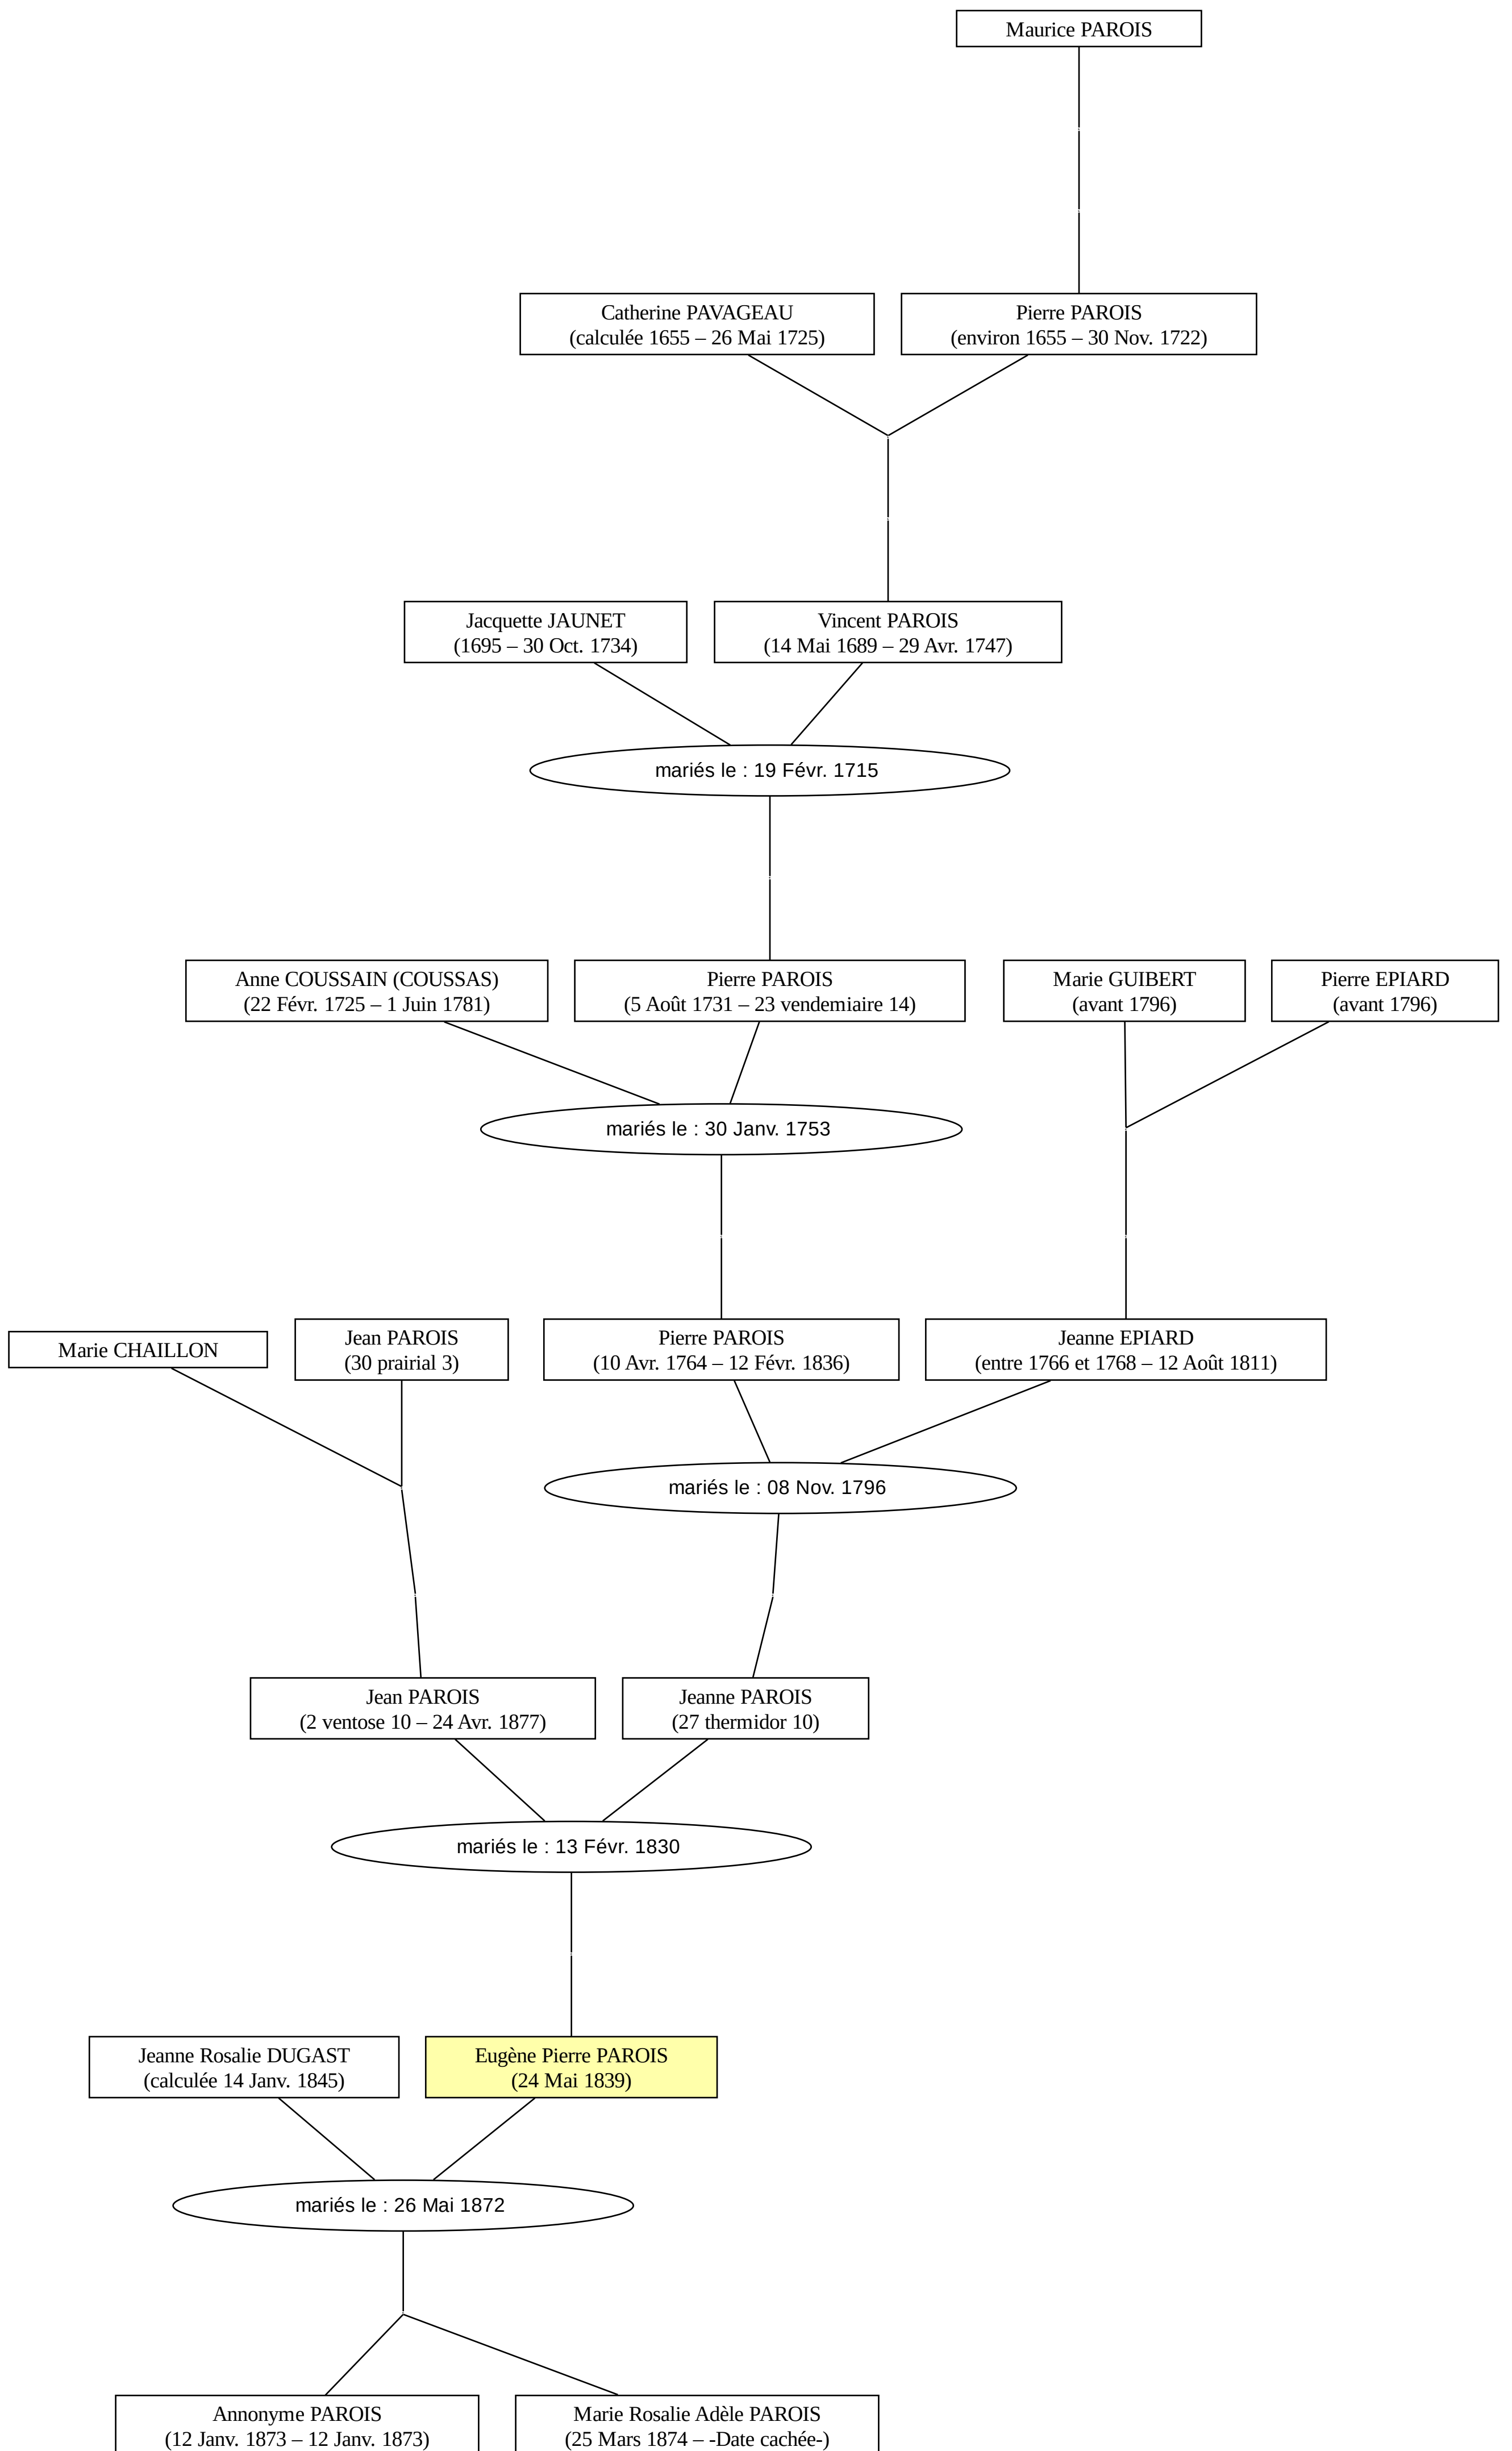 Maurice PAROIS
Catherine PAVAGEAU
(calculée 1655 – 26 Mai 1725)
Pierre PAROIS
(environ 1655 – 30 Nov. 1722)
Jacquette JAUNET
(1695 – 30 Oct. 1734)
Vincent PAROIS
(14 Mai 1689 – 29 Avr. 1747)
mariés le : 19 Févr. 1715
Anne COUSSAIN (COUSSAS)
(22 Févr. 1725 – 1 Juin 1781)
Pierre PAROIS
(5 Août 1731 – 23 vendemiaire 14)
Marie GUIBERT
(avant 1796)
Pierre EPIARD
(avant 1796)
mariés le : 30 Janv. 1753
Marie CHAILLON
Jean PAROIS
(30 prairial 3)
Pierre PAROIS
(10 Avr. 1764 – 12 Févr. 1836)
Jeanne EPIARD
(entre 1766 et 1768 – 12 Août 1811)
mariés le : 08 Nov. 1796
Jean PAROIS
(2 ventose 10 – 24 Avr. 1877)
Jeanne PAROIS
(27 thermidor 10)
mariés le : 13 Févr. 1830
Jeanne Rosalie DUGAST
(calculée 14 Janv. 1845)
Eugène Pierre PAROIS
(24 Mai 1839)
mariés le : 26 Mai 1872
Annonyme PAROIS
(12 Janv. 1873 – 12 Janv. 1873)
Marie Rosalie Adèle PAROIS
(25 Mars 1874 – -Date cachée-)